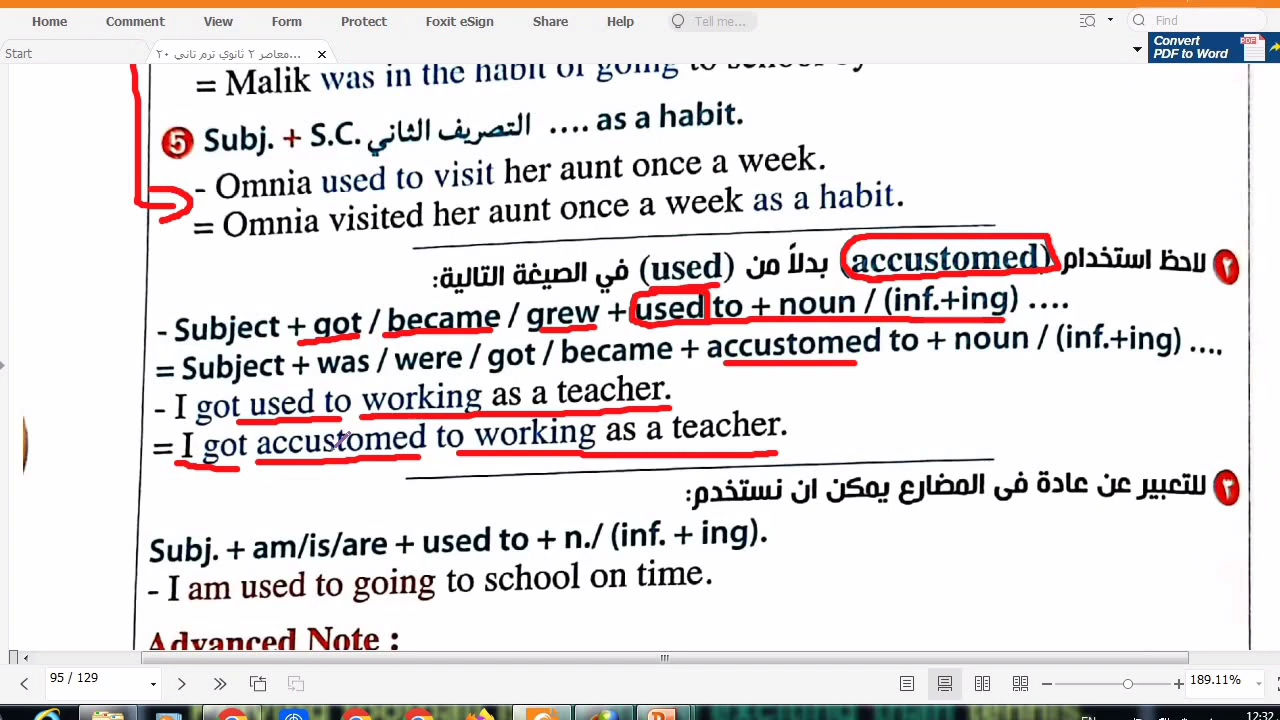 Home Comment View Form Protect Foxit eSign Share Help Tell me... Find
Start
معاصر ٢ ثانوي ترم تاني ٢٠...
Convert
PDF to Word
= Malik was in the habit of going to school by
5 Subj. + S.C. التصريف الثاني .... as a habit.
- Omnia used to visit her aunt once a week.
= Omnia visited her aunt once a week as a habit.
٢ لاحظ استخدام (accustomed) بدلاً من (used) في الصيغة التالية:
- Subject + got / became / grew + used to + noun / (inf.+ing) ....
= Subject + was / were / got / became + accustomed to + noun / (inf.+ing) ....
- I got used to working as a teacher.
= I got accustomed to working as a teacher.
٣ للتعبير عن عادة فى المضارع يمكن ان نستخدم:
Subj. + am/is/are + used to + n./ (inf. + ing).
- I am used to going to school on time.
Advanced Note :
95 / 129
189.11%
EN
12:32